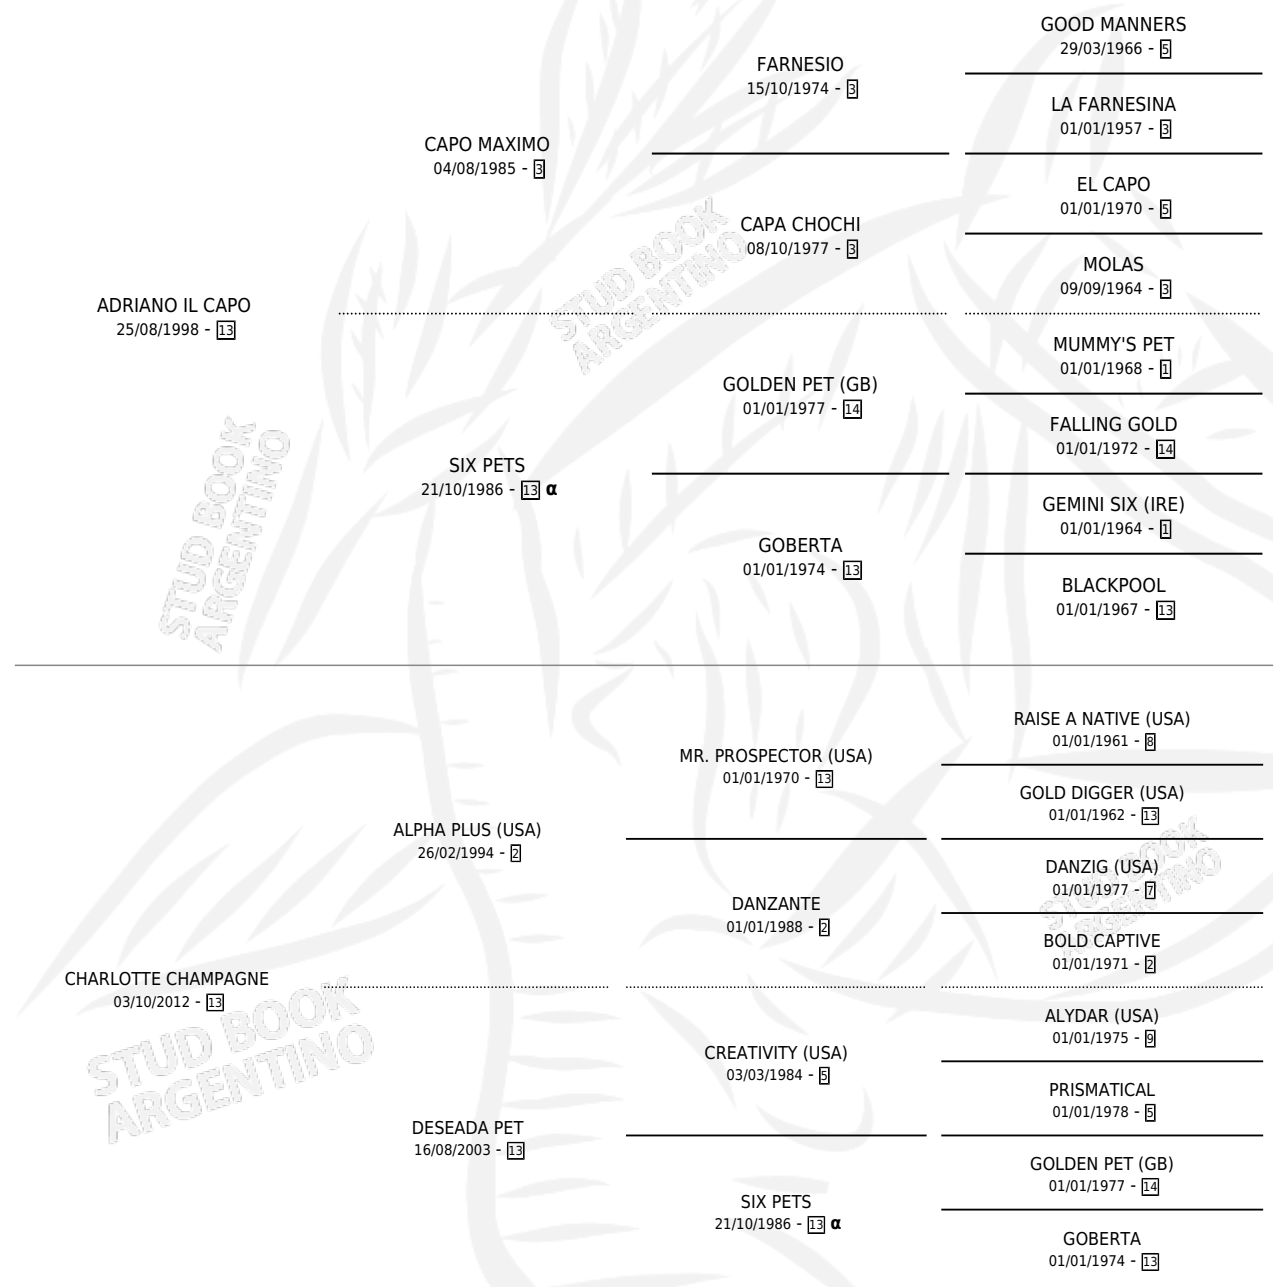 GOOD MANNERS
29/03/1966 - 5
FARNESIO
15/10/1974 - 3
LA FARNESINA
01/01/1957 - 3
CAPO MAXIMO
04/08/1985 - 3
EL CAPO
01/01/1970 - 5
CAPA CHOCHI
08/10/1977 - 3
MOLAS
09/09/1964 - 3
STUD BOOK
ARGENTINO
ADRIANO IL CAPO
25/08/1998 - 13
MUMMY'S PET
01/01/1968 - 1
GOLDEN PET (GB)
01/01/1977 - 14
FALLING GOLD
01/01/1972 - 14
STUD BOOK
ARGENTINO
SIX PETS
21/10/1986 - 13 α
GEMINI SIX (IRE)
01/01/1964 - 1
GOBERTA
01/01/1974 - 13
BLACKPOOL
01/01/1967 - 13
RAISE A NATIVE (USA)
01/01/1961 - 8
MR. PROSPECTOR (USA)
01/01/1970 - 13
GOLD DIGGER (USA)
01/01/1962 - 13
ALPHA PLUS (USA)
26/02/1994 - 2
STUD BOOK
ARGENTINO
DANZIG (USA)
01/01/1977 - 7
DANZANTE
01/01/1988 - 2
BOLD CAPTIVE
01/01/1971 - 2
CHARLOTTE CHAMPAGNE
03/10/2012 - 13
STUD BOOK
ARGENTINO
ALYDAR (USA)
01/01/1975 - 9
CREATIVITY (USA)
03/03/1984 - 5
PRISMATICAL
01/01/1978 - 5
DESEADA PET
16/08/2003 - 13
GOLDEN PET (GB)
01/01/1977 - 14
SIX PETS
21/10/1986 - 13 α
GOBERTA
01/01/1974 - 13